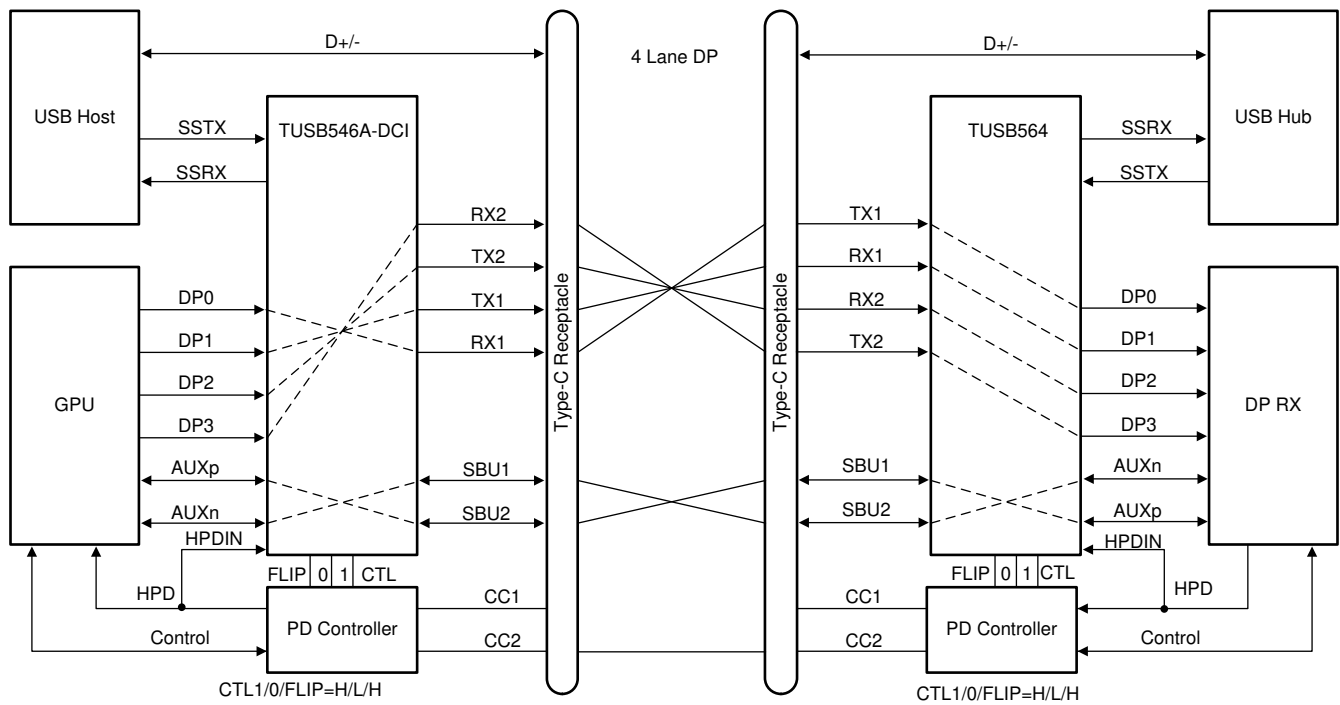 D+/-
4 Lane DP
D+/-
USB Host
TUSB546A-DCI
TUSB564
USB Hub
SSTX
SSRX
SSRX
SSTX
RX2
TX2
TX1
RX1
Type-C Receptacle
Type-C Receptacle
TX1
RX1
RX2
TX2
GPU
DP0
DP1
DP2
DP3
AUXp
AUXn
HPDIN
SBU1
SBU2
SBU1
SBU2
DP0
DP1
DP2
DP3
AUXn
AUXp
HPDIN
DP RX
FLIP 0 1 CTL
FLIP 0 1 CTL
HPD
CC1
CC1
HPD
Control
PD Controller
CC2
CC2
PD Controller
Control
CTL1/0/FLIP=H/L/H
CTL1/0/FLIP=H/L/H